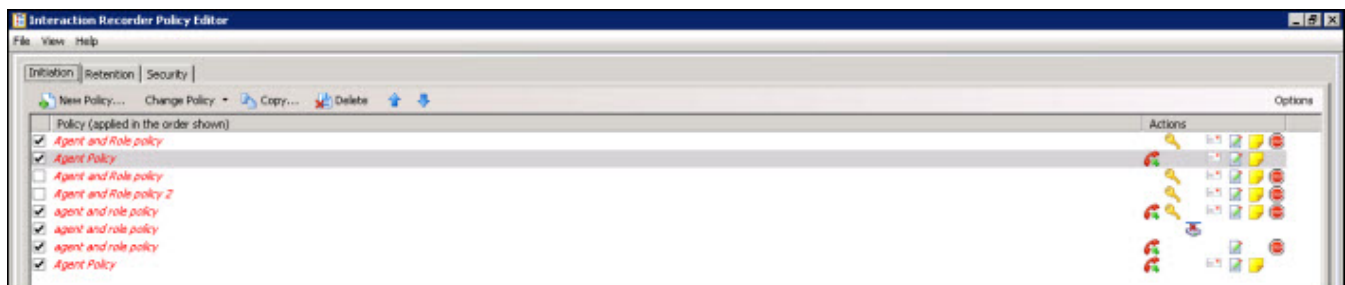 Interaction Recorder Policy Editor
File View Help
Initiation Retention Security
New Policy... Change Policy Copy... Delete Options
Policy (applied in the order shown) Actions
Agent and Role policy
Agent Policy
Agent and Role policy
Agent and Role policy 2
agent and role policy
agent and role policy
agent and role policy
Agent Policy